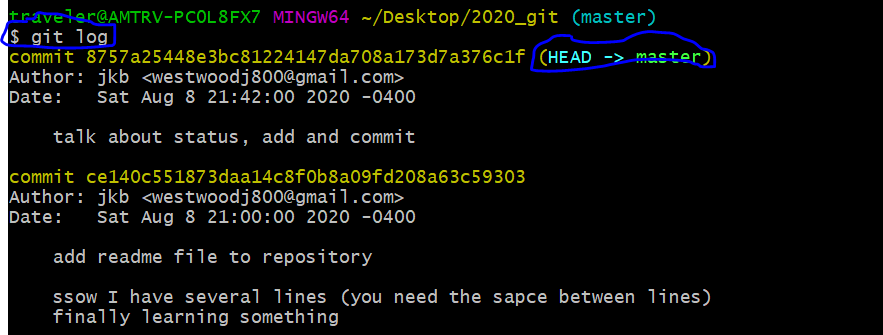 traveler@AMTRV-PC0L8FX7 MINGW64 ~/Desktop/2020_git (master)
$ git log
commit 8757a25448e3bc81224147da708a173d7a376c1f (HEAD -> master)
Author: jkb <westwoodj800@gmail.com>
Date:   Sat Aug 8 21:42:00 2020 -0400

    talk about status, add and commit

commit ce140c551873daa14c8f0b8a09fd208a63c59303
Author: jkb <westwoodj800@gmail.com>
Date:   Sat Aug 8 21:00:00 2020 -0400

    add readme file to repository

    ssow I have several lines (you need the sapce between lines)
    finally learning something